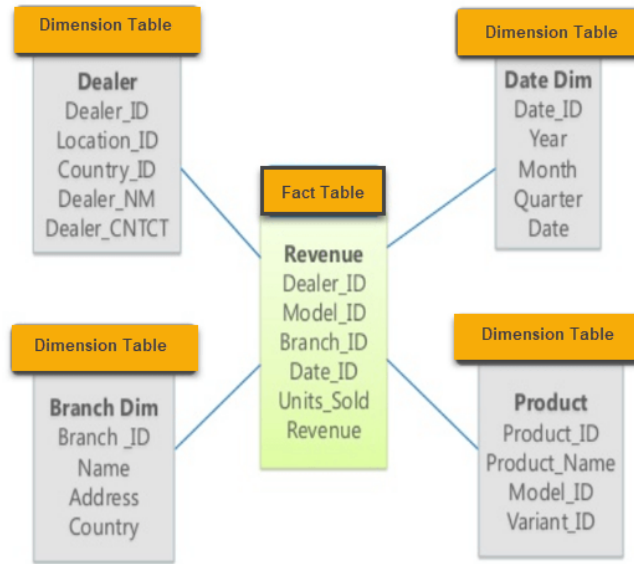 Dimension Table
Dealer
Dealer_ID
Location_ID
Country_ID
Dealer_NM
Dealer_CNTCT
Dimension Table
Date Dim
Date_ID
Year
Month
Quarter
Date
Fact Table
Revenue
Dealer_ID
Model_ID
Branch_ID
Date_ID
Units_Sold
Revenue
Dimension Table
Branch Dim
Branch _ID
Name
Address
Country
Dimension Table
Product
Product_ID
Product_Name
Model_ID
Variant_ID